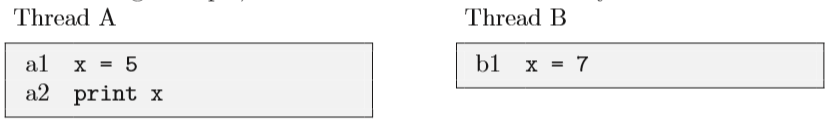 Thread A
a1 x = 5
a2 print x
Thread B
b1 x = 7